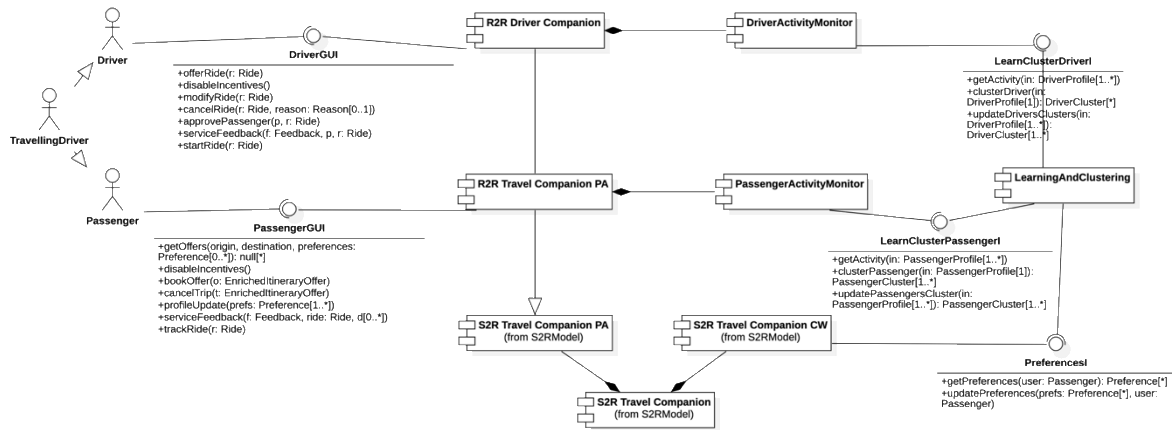 R2R Driver Companion
DriverActivityMonitor
Driver
DriverGUI
+offerRide(r: Ride)
+disableIncentives()
+modifyRide(r: Ride)
+cancelRide(r: Ride, reason: Reason[0..1])
+approvePassenger(p, r: Ride)
+serviceFeedback(f: Feedback, p, r: Ride)
+startRide(r: Ride)
LearnClusterDriverI
+getActivity(in: DriverProfile[1..*])
+clusterDriver(in:
DriverProfile[1]): DriverCluster[*]
+updateDriversClusters(in:
DriverProfile[1..*]):
DriverCluster[1..*]
TravellingDriver
R2R Travel Companion PA
PassengerActivityMonitor
LearningAndClustering
Passenger
PassengerGUI
+getOffers(origin, destination, preferences:
Preference[0..*]): null[*]
+disableIncentives()
+bookOffer(o: EnrichedItineraryOffer)
+cancelTrip(t: EnrichedItineraryOffer)
+profileUpdate(prefs: Preference[1..*])
+serviceFeedback(f: Feedback, ride: Ride, d[0..*])
+trackRide(r: Ride)
LearnClusterPassengerI
+getActivity(in: PassengerProfile[1..*])
+clusterPassenger(in: PassengerProfile[1]):
PassengerCluster[1..*]
+updatePassengersCluster(in:
PassengerProfile[1..*]): PassengerCluster[1..*]
S2R Travel Companion PA
(from S2RModel)
S2R Travel Companion CW
(from S2RModel)
PreferencesI
+getPreferences(user: Passenger): Preference[*]
+updatePreferences(prefs: Preference[*], user:
Passenger)
S2R Travel Companion
(from S2RModel)